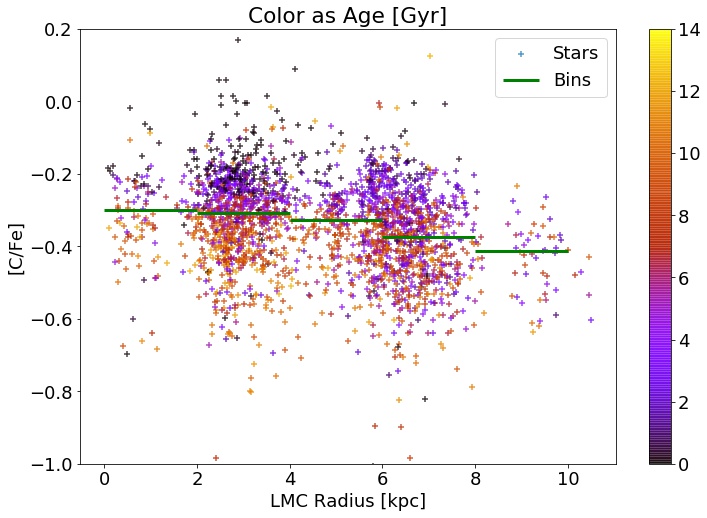 Color as Age [Gyr]
Stars
Bins
[C/Fe]
0.2
0.0
−0.2
−0.4
−0.6
−0.8
−1.0
0 2 4 6 8 10
LMC Radius [kpc]
14
12
10
8
6
4
2
0